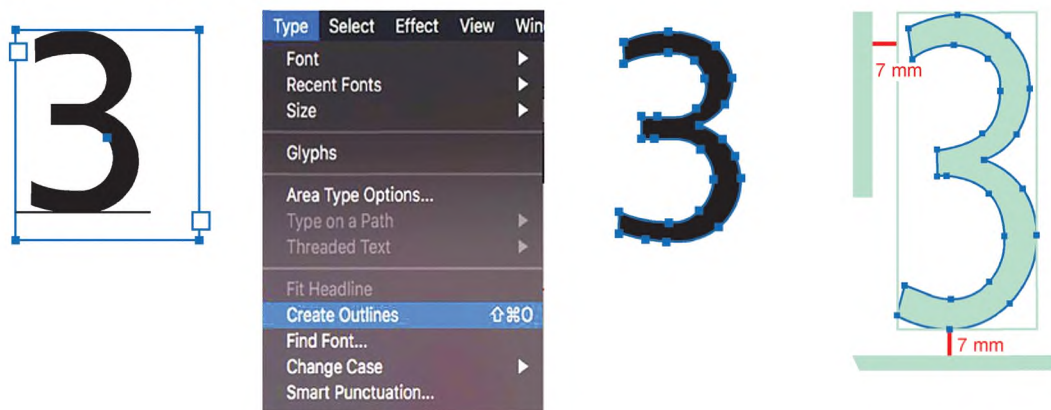 3
Type Select Effect View Win
Font
Recent Fonts
Size
Glyphs
Area Type Options...
Type on a Path
Threaded Text
Fit Headline
Create Outlines ⇧⌘O
Find Font...
Change Case
Smart Punctuation...
3
7 mm
3
7 mm